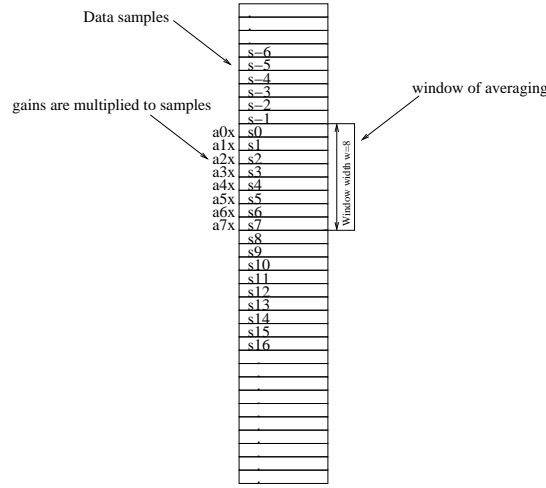 Data samples
.
.
.
s-6
s-5
s-4
s-3
s-2
s-1
window of averaging
gains are multiplied to samples
a0x s0
a1x s1
a2x s2
a3x s3
a4x s4
a5x s5
a6x s6
a7x s7
Window width w=8
s8
s9
s10
s11
s12
s13
s14
s15
s16
.
.
.
.
.
.
.
.
.